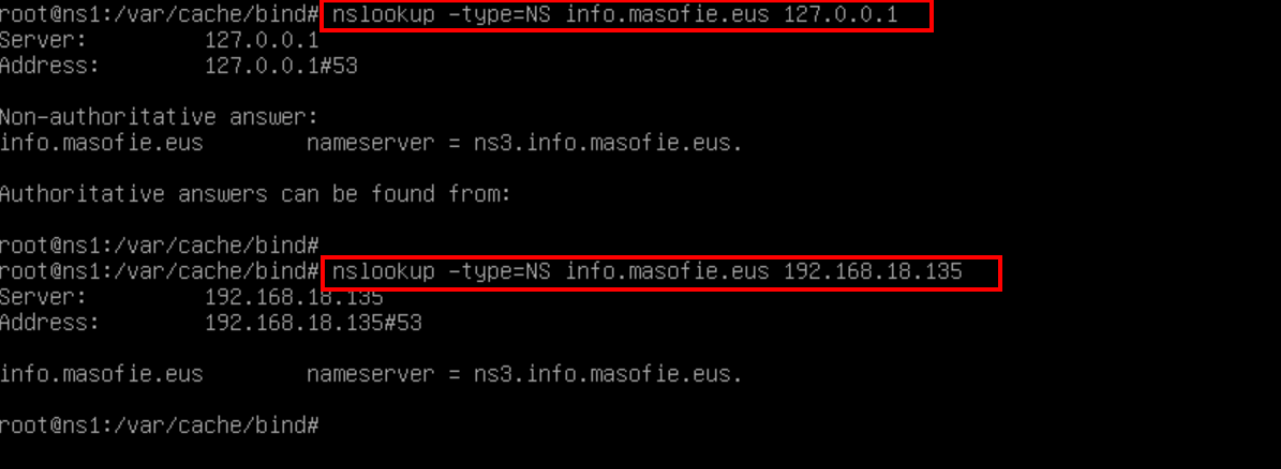 root@ns1:/var/cache/bind# nslookup -type=NS info.masofie.eus 127.0.0.1
Server:         127.0.0.1
Address:        127.0.0.1#53
Non-authoritative answer:
info.masofie.eus        nameserver = ns3.info.masofie.eus.
Authoritative answers can be found from:
root@ns1:/var/cache/bind#
root@ns1:/var/cache/bind# nslookup -type=NS info.masofie.eus 192.168.18.135
Server:         192.168.18.135
Address:        192.168.18.135#53
info.masofie.eus        nameserver = ns3.info.masofie.eus.
root@ns1:/var/cache/bind#